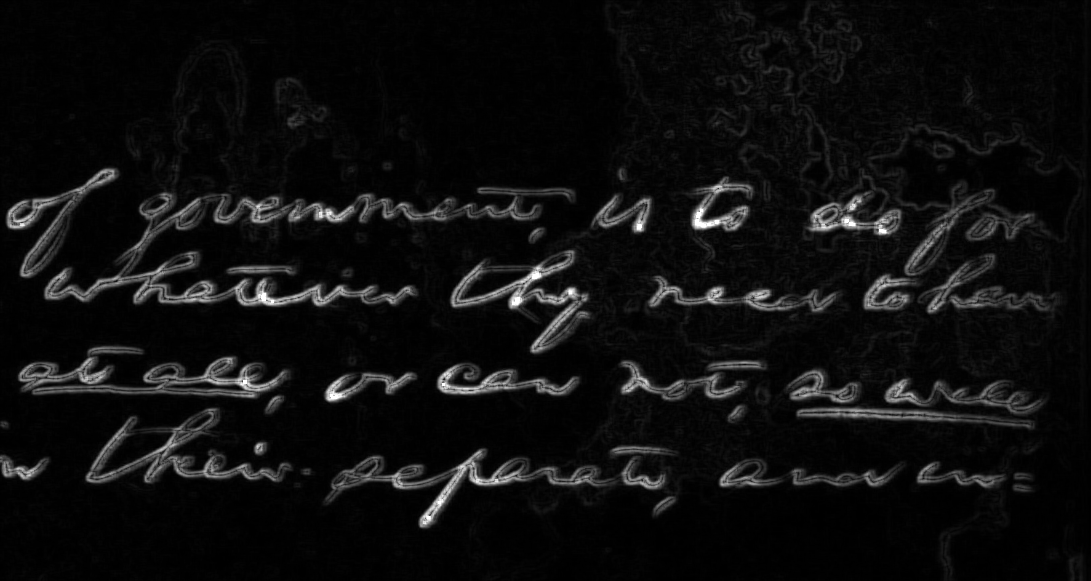 of government, is to do for
whatever they need to have
at all, or can not, so well
in their separate, and in=